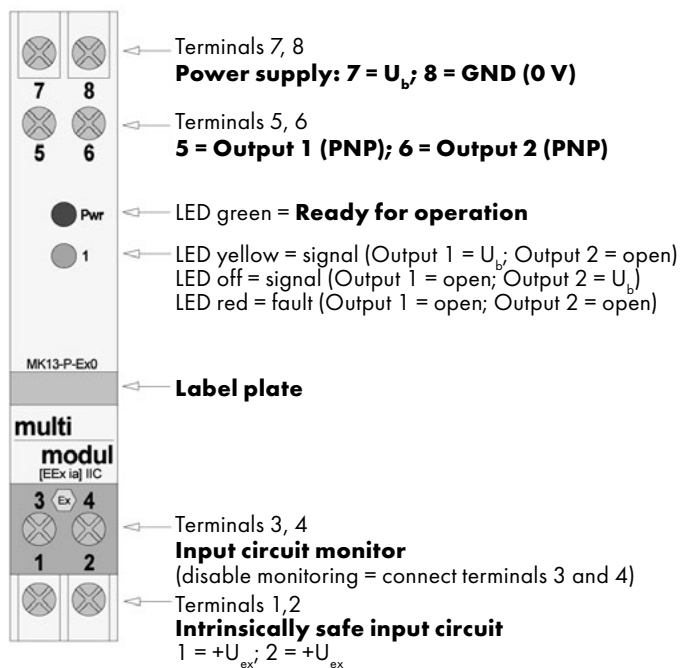 Terminals 7, 8
Power supply: 7 = Ub; 8 = GND (0 V)
7 8
Terminals 5, 6
5 = Output 1 (PNP); 6 = Output 2 (PNP)
5 6
Pwr
LED green = Ready for operation
1
LED yellow = signal (Output 1 = Ub; Output 2 = open)
LED off = signal (Output 1 = open; Output 2 = Ub)
LED red = fault (Output 1 = open; Output 2 = open)
MK13-P-Ex0
Label plate
multi
modul
[EEx ia] IIC
3 Ex 4
Terminals 3, 4
Input circuit monitor
1 2
(disable monitoring = connect terminals 3 and 4)
Terminals 1,2
Intrinsically safe input circuit
1 = +Uex; 2 = +Uex